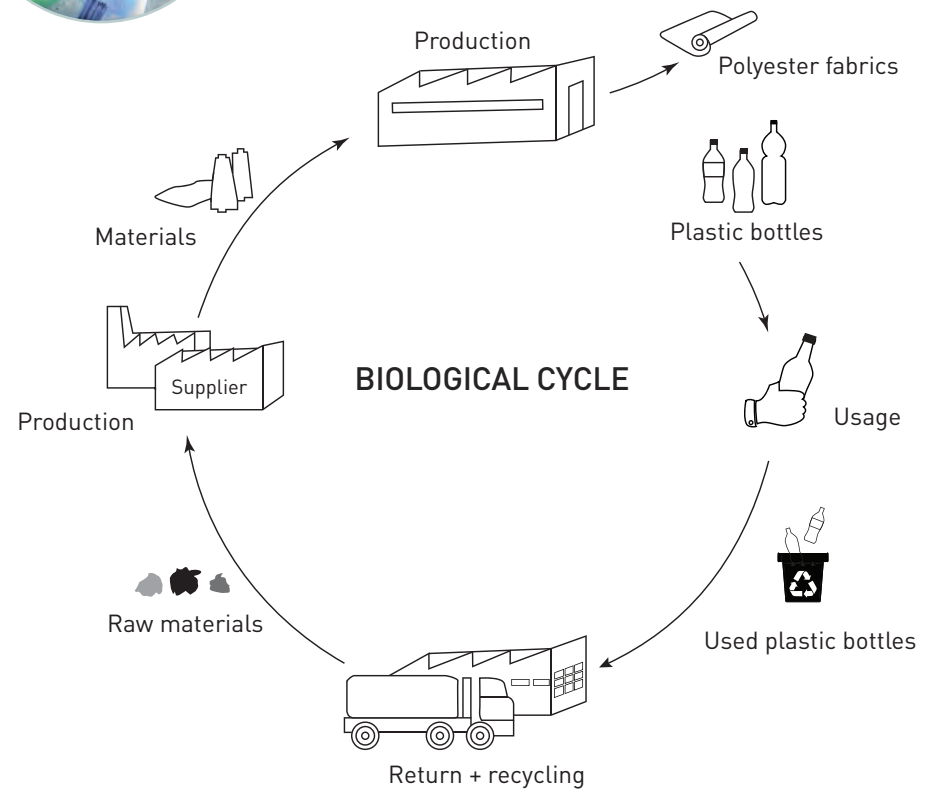 Production
Polyester fabrics
Plastic bottles
Materials
BIOLOGICAL CYCLE
Supplier
Production
Usage
Raw materials
Used plastic bottles
Return + recycling